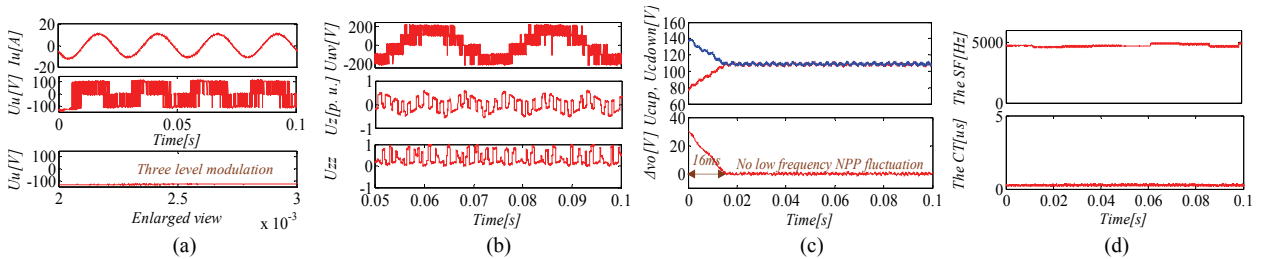 Iu[A]
20
0
-20
Uu[V]
100
0
-100
0
0.05
0.1
Time[s]
Uu[V]
100
0
-100
Three level modulation
2
3
Enlarged view
x 10⁻³
(a)
Uuv[V]
200
0
-200
Uz[p. u.]
1
0
-1
Uzz
1
0
-1
0.05
0.06
0.07
0.08
0.09
0.1
Time[s]
(b)
Ucup, Ucdown[V]
160
140
120
100
80
60
Δvo[V]
40
20
0
16ms
No low frequency NPP fluctuation
0
0.02
0.04
0.06
0.08
0.1
Time[s]
(c)
The SF[Hz]
5000
0
The CT[us]
5
0
0
0.02
0.04
0.06
0.08
0.1
Time[s]
(d)